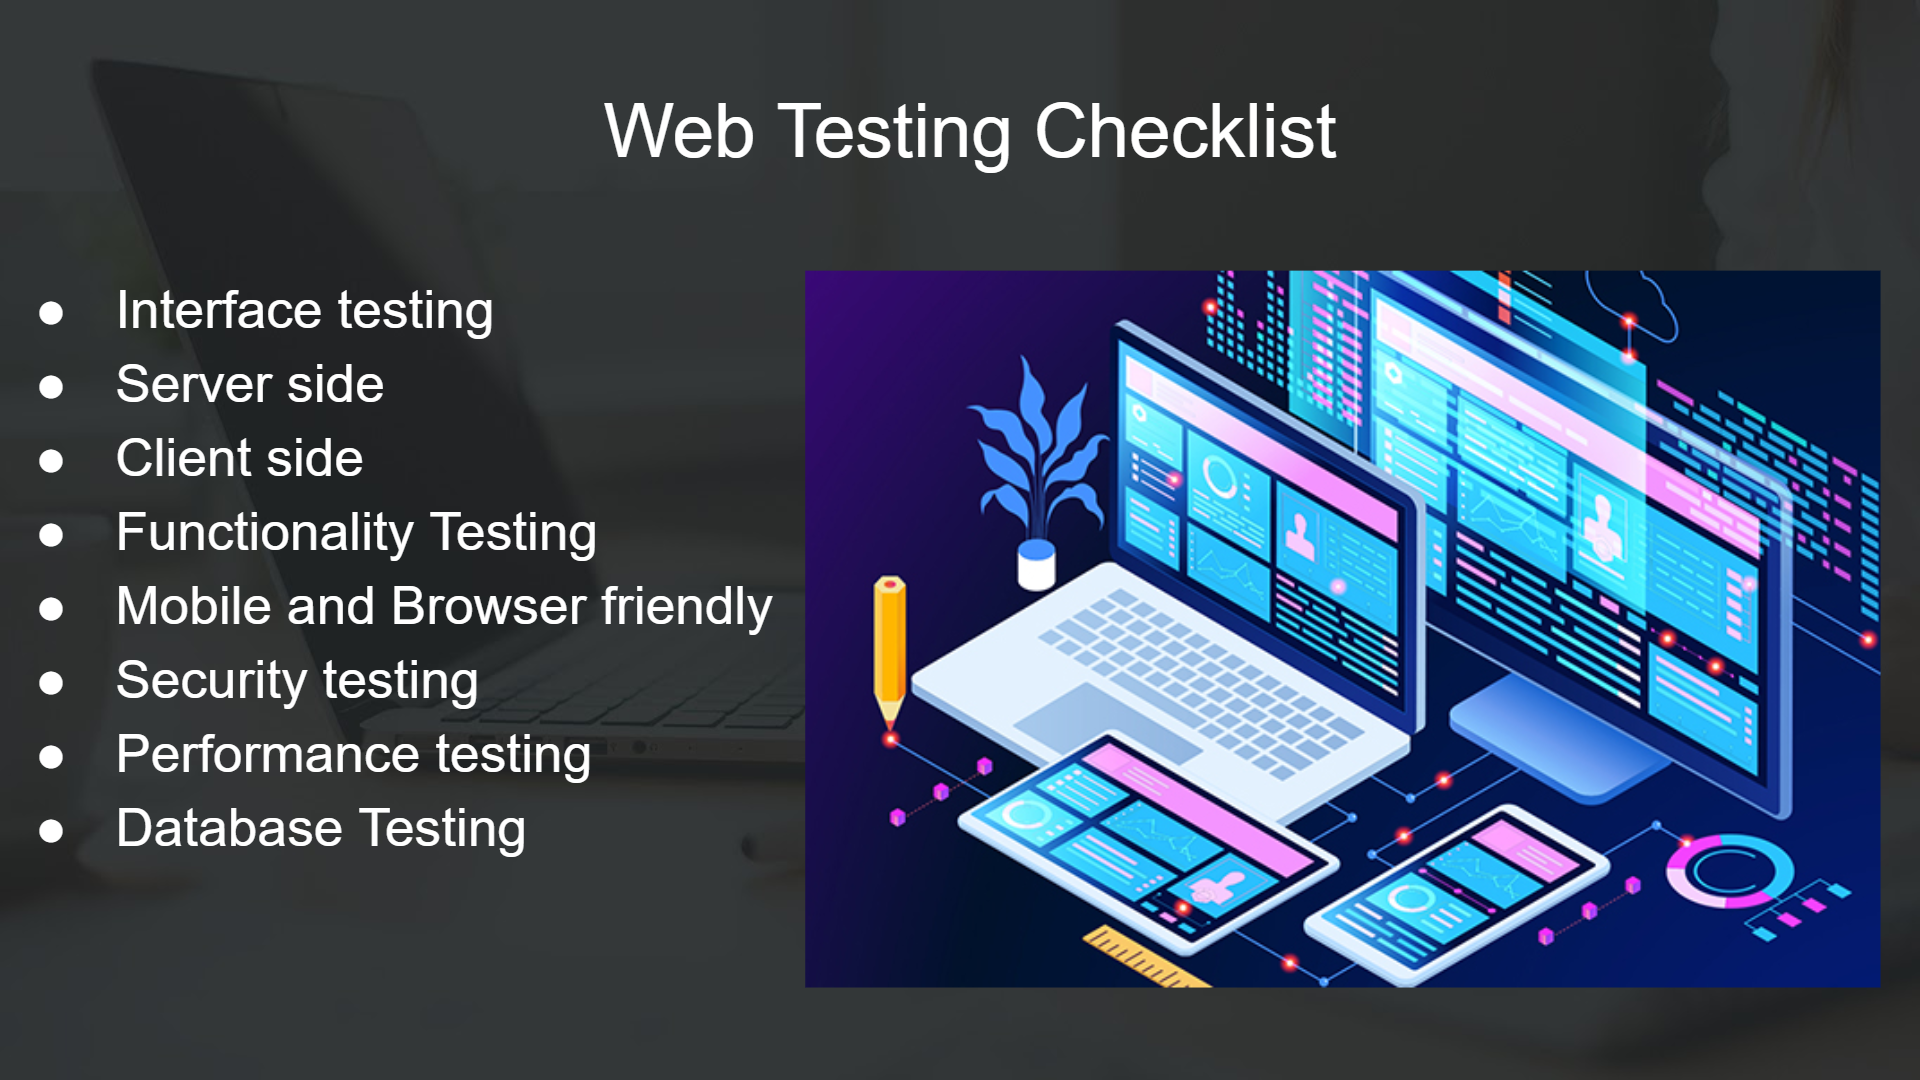 Web Testing Checklist
● Interface testing
● Server side
● Client side
● Functionality Testing
● Mobile and Browser friendly
● Security testing
● Performance testing
● Database Testing